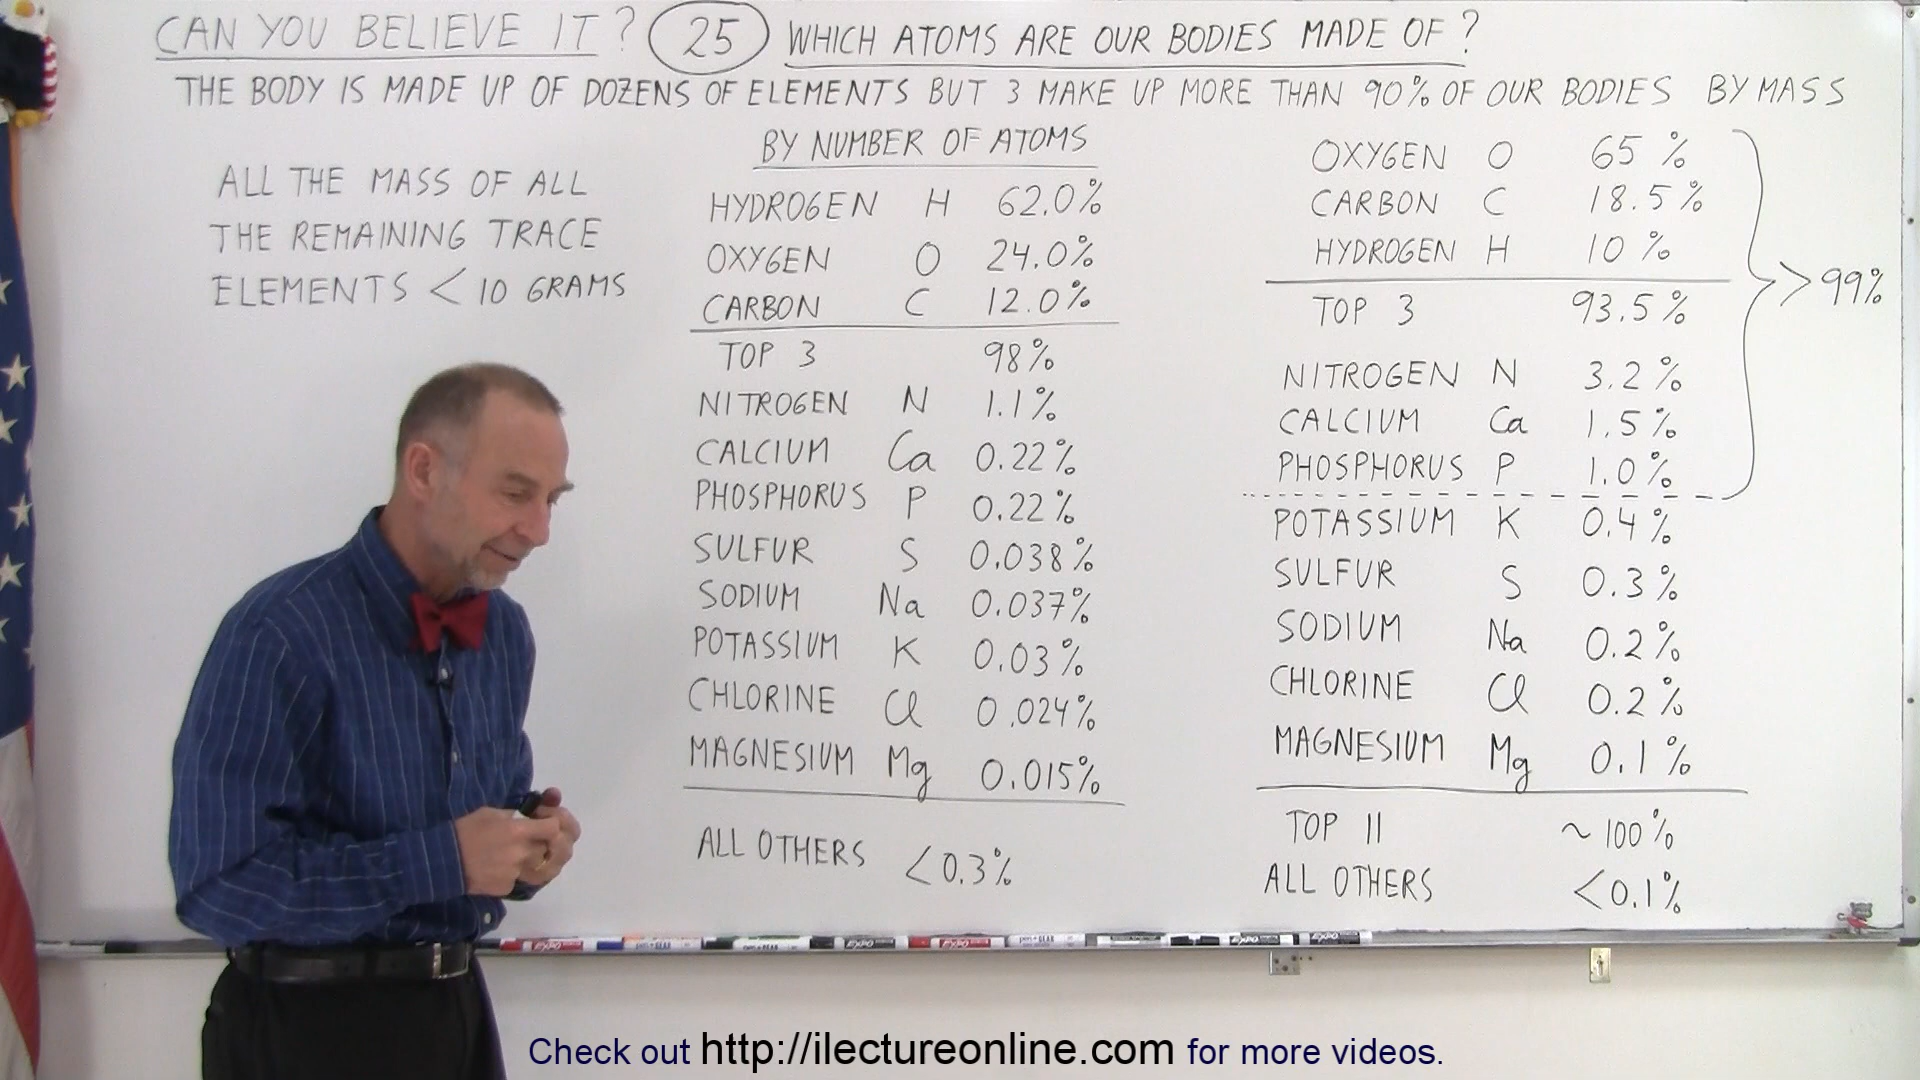 CAN YOU BELIEVE IT? 25 WHICH ATOMS ARE OUR BODIES MADE OF?
THE BODY IS MADE UP OF DOZENS OF ELEMENTS BUT 3 MAKE UP MORE THAN 90% OF OUR BODIES BY MASS
ALL THE MASS OF ALL
THE REMAINING TRACE
ELEMENTS < 10 GRAMS
BY NUMBER OF ATOMS
HYDROGEN H 62.0%
OXYGEN O 24.0%
CARBON C 12.0%
TOP 3 98%
NITROGEN N 1.1%
CALCIUM Ca 0.22%
PHOSPHORUS P 0.22%
SULFUR S 0.038%
SODIUM Na 0.037%
POTASSIUM K 0.03%
CHLORINE Cl 0.024%
MAGNESIUM Mg 0.015%
ALL OTHERS <0.3%
OXYGEN O 65%
CARBON C 18.5%
HYDROGEN H 10%
TOP 3 93.5%
NITROGEN N 3.2%
CALCIUM Ca 1.5%
PHOSPHORUS P 1.0%
> 99%
POTASSIUM K 0.4%
SULFUR S 0.3%
SODIUM Na 0.2%
CHLORINE Cl 0.2%
MAGNESIUM Mg 0.1%
TOP 11 ~100%
ALL OTHERS <0.1%
Check out http://ilectureonline.com for more videos.